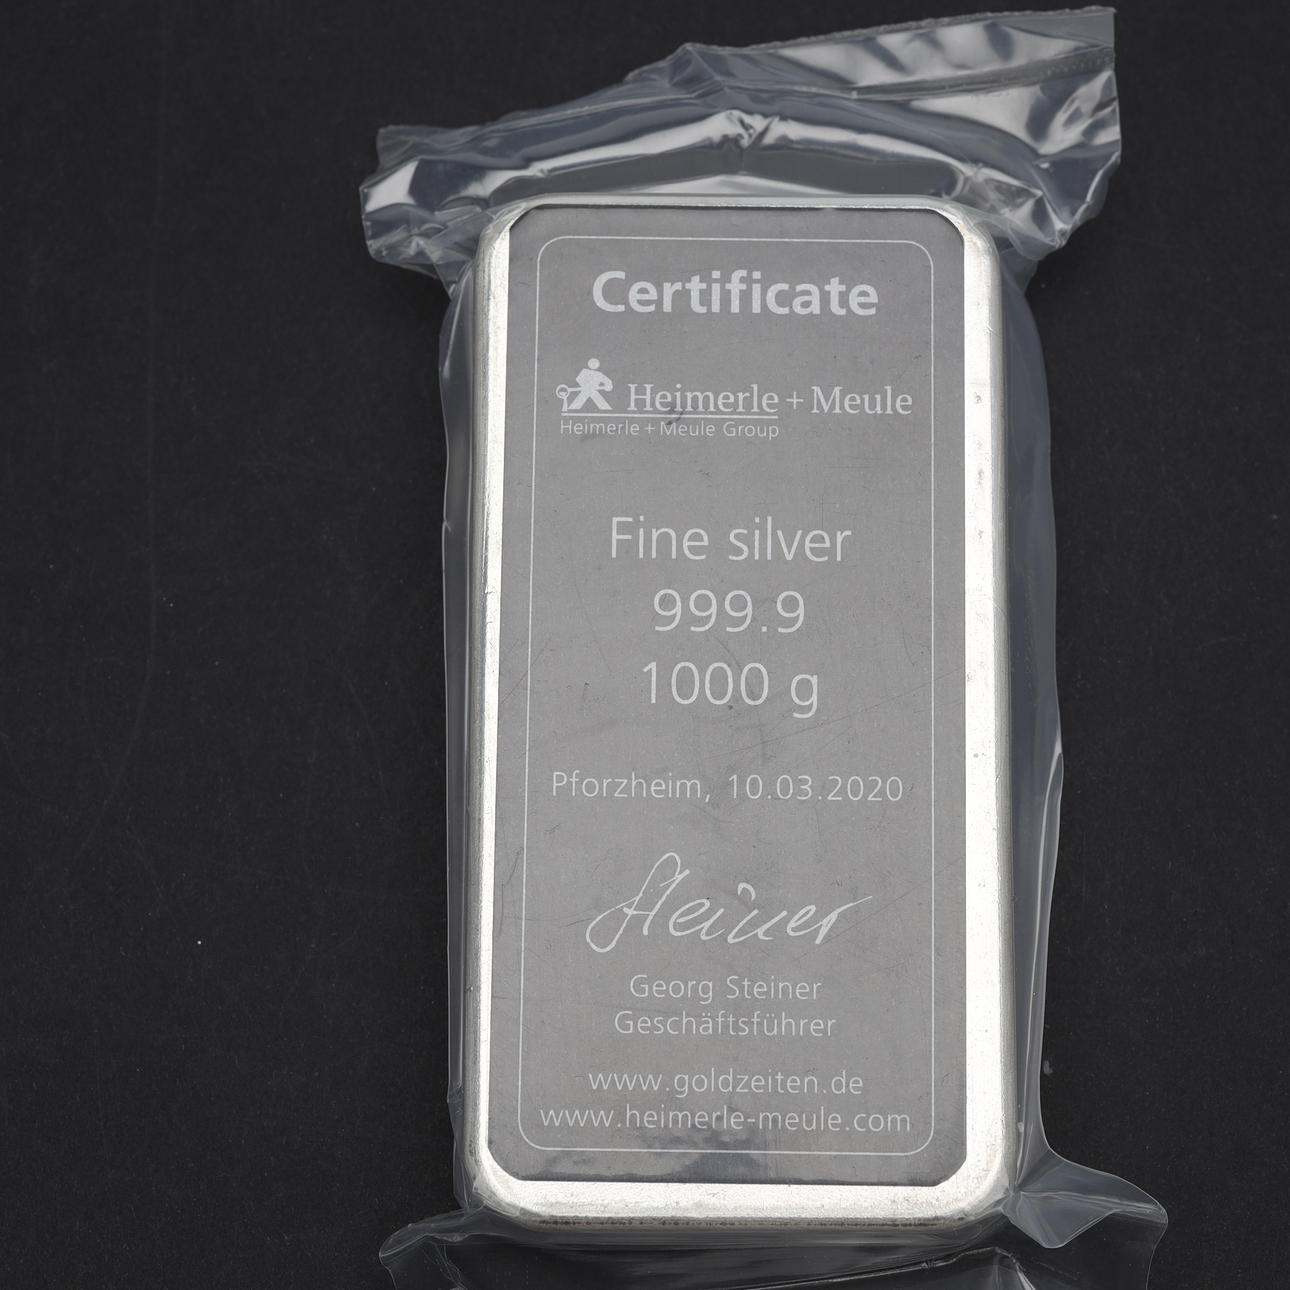 Certificate
Heimerle + Meule
Heimerle + Meule Group
Fine silver
999.9
1000 g
Pforzheim, 10.03.2020
Steiner
Georg Steiner
Geschäftsführer
www.goldzeiten.de
www.heimerle-meule.com